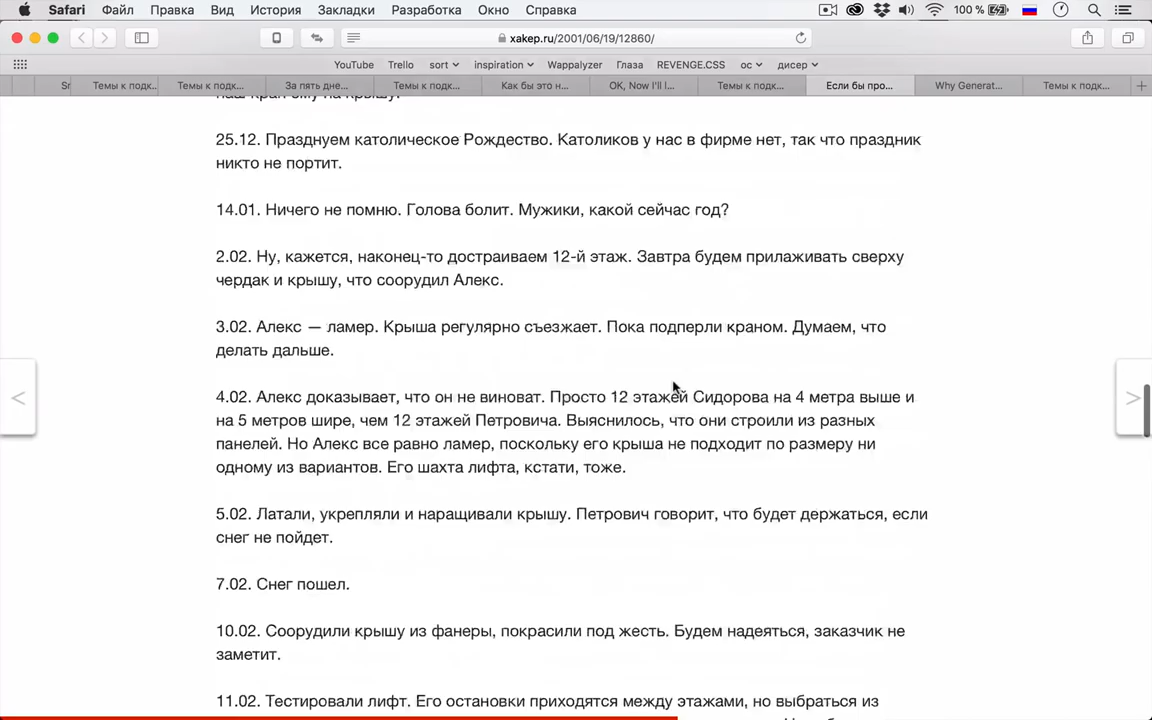 Safari Файл Правка Вид История Закладки Разработка Окно Справка 100 %
xakep.ru/2001/06/19/12860/
YouTube Trello sort inspiration Wappalyzer Глаза REVENGE.CSS ос дисер
Sr Темы к подк... Темы к подк... За пять дне... Темы к подк... Как бы это н... OK, Now I'll l... Темы к подк... Если бы про... Why Generat... Темы к подк...
25.12. Празднуем католическое Рождество. Католиков у нас в фирме нет, так что праздник
никто не портит.
14.01. Ничего не помню. Голова болит. Мужики, какой сейчас год?
2.02. Ну, кажется, наконец-то достраиваем 12-й этаж. Завтра будем прилаживать сверху
чердак и крышу, что соорудил Алекс.
3.02. Алекс — ламер. Крыша регулярно съезжает. Пока подперли краном. Думаем, что
делать дальше.
4.02. Алекс доказывает, что он не виноват. Просто 12 этажей Сидорова на 4 метра выше и
на 5 метров шире, чем 12 этажей Петровича. Выяснилось, что они строили из разных
панелей. Но Алекс все равно ламер, поскольку его крыша не подходит по размеру ни
одному из вариантов. Его шахта лифта, кстати, тоже.
5.02. Латали, укрепляли и наращивали крышу. Петрович говорит, что будет держаться, если
снег не пойдет.
7.02. Снег пошел.
10.02. Соорудили крышу из фанеры, покрасили под жесть. Будем надеяться, заказчик не
заметит.
11.02. Тестировали лифт. Его остановки приходятся между этажами, но выбраться из